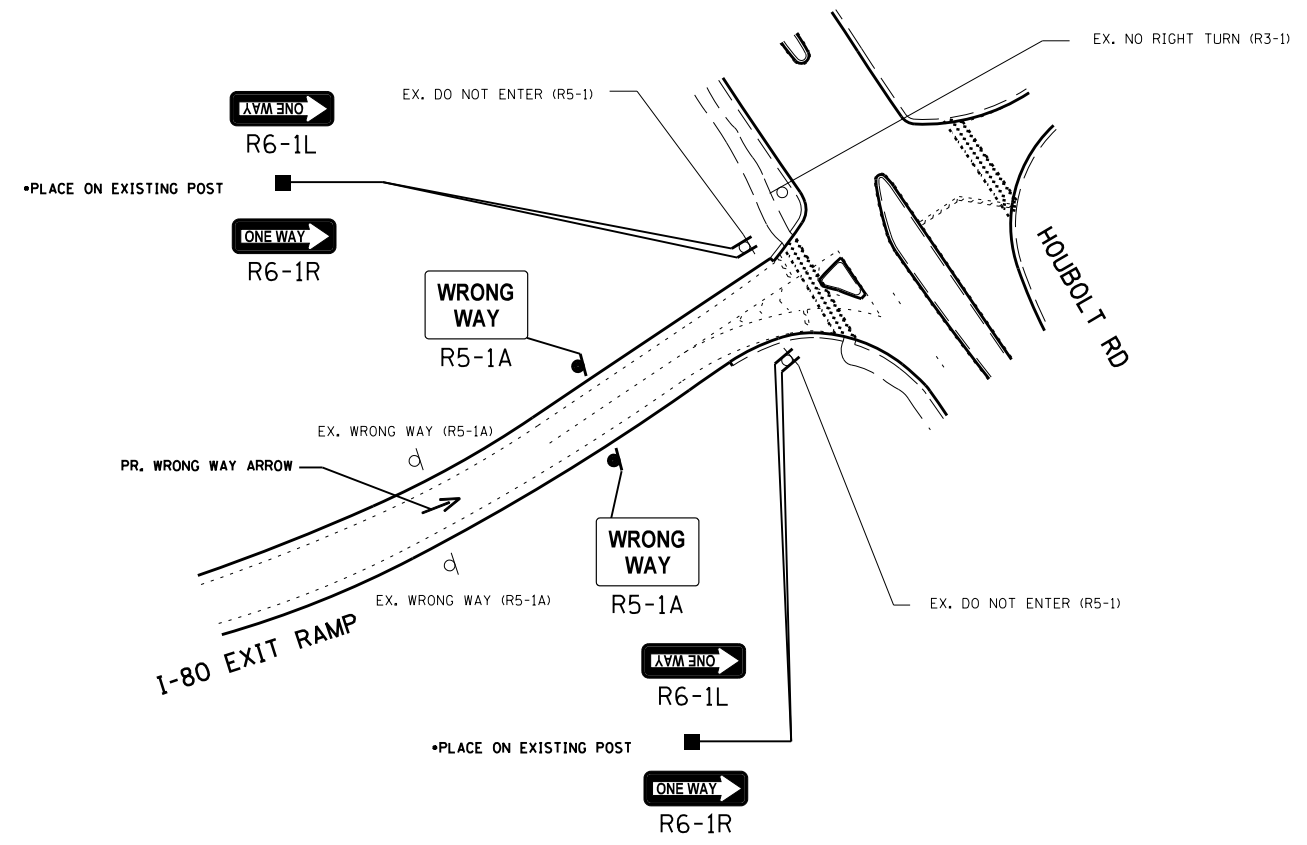 EX. NO RIGHT TURN (R3-1)
EX. DO NOT ENTER (R5-1)
ONE WAY
R6-1L
•PLACE ON EXISTING POST
ONE WAY
R6-1R
HOUBOLT RD
WRONG
WAY
R5-1A
EX. WRONG WAY (R5-1A)
PR. WRONG WAY ARROW
WRONG
WAY
R5-1A
EX. WRONG WAY (R5-1A)
EX. DO NOT ENTER (R5-1)
I-80 EXIT RAMP
ONE WAY
R6-1L
•PLACE ON EXISTING POST
ONE WAY
R6-1R